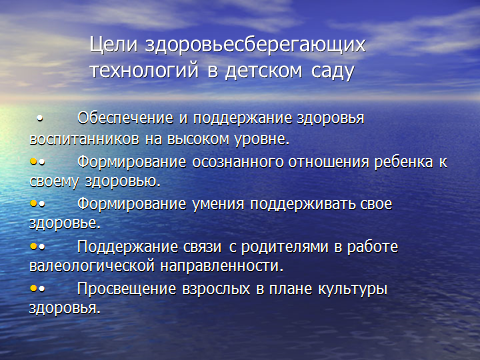 Цели здоровьесберегающих
технологий в детском саду
• Обеспечение и поддержание здоровья
воспитанников на высоком уровне.
•• Формирование осознанного отношения ребенка к
своему здоровью.
•• Формирование умения поддерживать свое
здоровье.
•• Поддержание связи с родителями в работе
валеологической направленности.
•• Просвещение взрослых в плане культуры
здоровья.